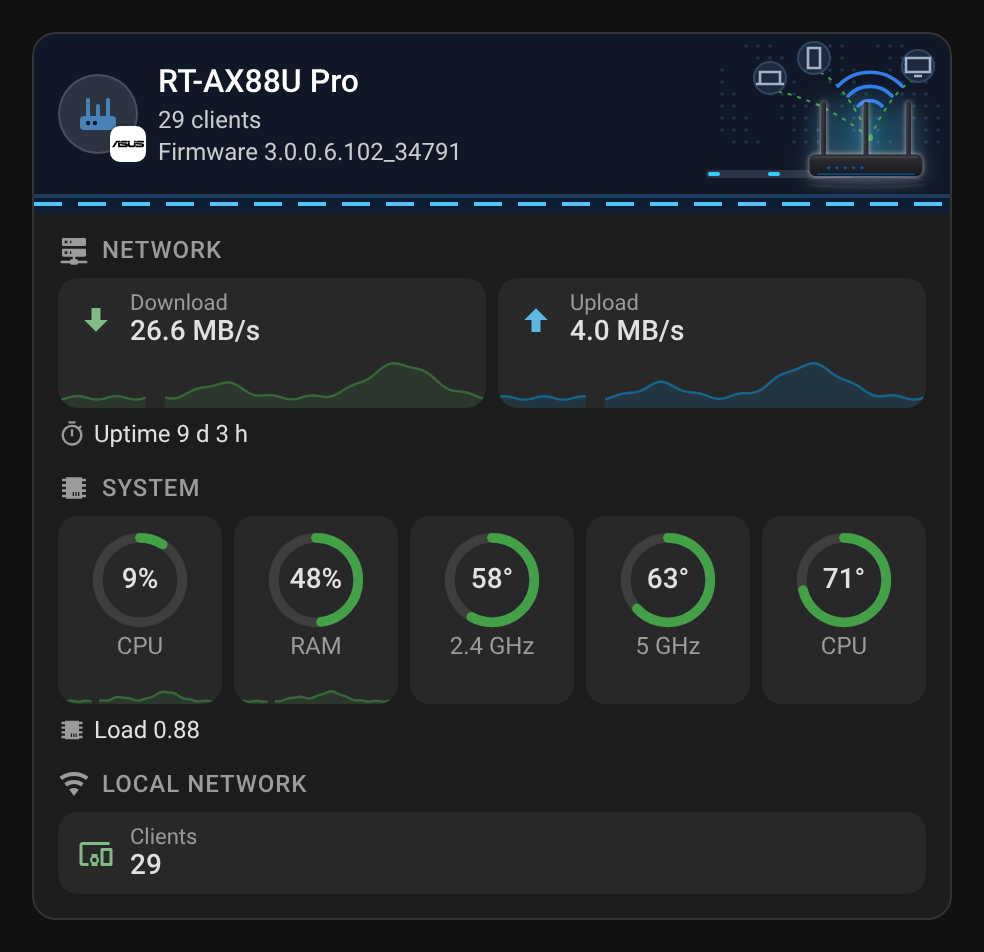 RT-AX88U Pro
29 clients
Firmware 3.0.0.6.102_34791
ASUS
NETWORK
Download
26.6 MB/s
Upload
4.0 MB/s
Uptime 9 d 3 h
SYSTEM
9%
CPU
48%
RAM
58°
2.4 GHz
63°
5 GHz
71°
CPU
Load 0.88
LOCAL NETWORK
Clients
29